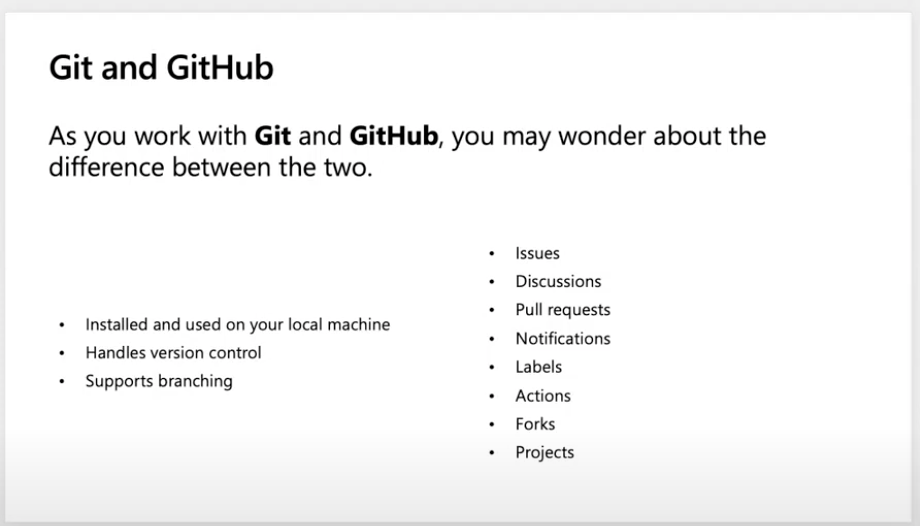 Git and GitHub
As you work with Git and GitHub, you may wonder about the
difference between the two.
• Installed and used on your local machine
• Handles version control
• Supports branching
• Issues
• Discussions
• Pull requests
• Notifications
• Labels
• Actions
• Forks
• Projects